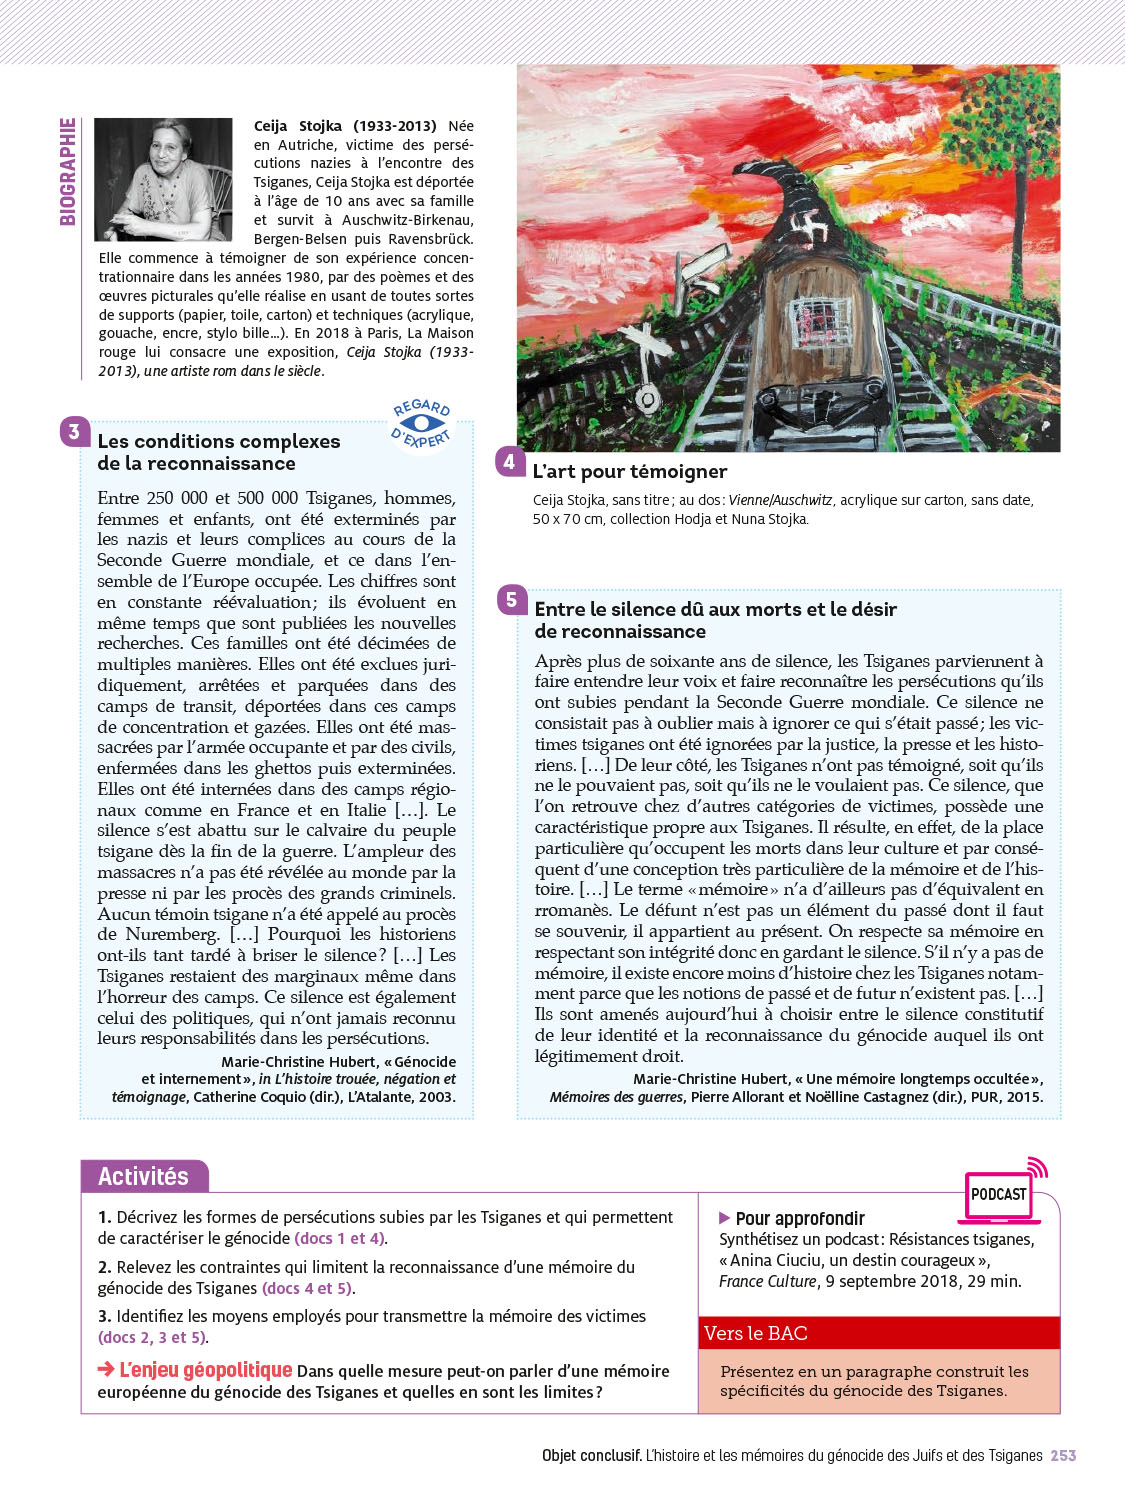 BIOGRAPHIE
Ceija Stojka (1933-2013) Née
en Autriche, victime des persé-
cutions nazies à l'encontre des
Tsiganes, Ceija Stojka est déportée
à l'âge de 10 ans avec sa famille
et survit à Auschwitz-Birkenau,
Bergen-Belsen puis Ravensbrück.
Elle commence à témoigner de son expérience concen-
trationnaire dans les années 1980, par des poèmes et des
œuvres picturales qu'elle réalise en usant de toutes sortes
de supports (papier, toile, carton) et techniques (acrylique,
gouache, encre, stylo bille…). En 2018 à Paris, La Maison
rouge lui consacre une exposition, Ceija Stojka (1933-
2013), une artiste rom dans le siècle.
REGARD
D'EXPERT
3
Les conditions complexes
de la reconnaissance
Entre 250 000 et 500 000 Tsiganes, hommes,
femmes et enfants, ont été exterminés par
les nazis et leurs complices au cours de la
Seconde Guerre mondiale, et ce dans l'en-
semble de l'Europe occupée. Les chiffres sont
en constante réévaluation ; ils évoluent en
même temps que sont publiées les nouvelles
recherches. Ces familles ont été décimées de
multiples manières. Elles ont été exclues juri-
diquement, arrêtées et parquées dans des
camps de transit, déportées dans ces camps
de concentration et gazées. Elles ont été mas-
sacrées par l'armée occupante et par des civils,
enfermées dans les ghettos puis exterminées.
Elles ont été internées dans des camps régio-
naux comme en France et en Italie […]. Le
silence s'est abattu sur le calvaire du peuple
tsigane dès la fin de la guerre. L'ampleur des
massacres n'a pas été révélée au monde par la
presse ni par les procès des grands criminels.
Aucun témoin tsigane n'a été appelé au procès
de Nuremberg. […] Pourquoi les historiens
ont-ils tant tardé à briser le silence ? […] Les
Tsiganes restaient des marginaux même dans
l'horreur des camps. Ce silence est également
celui des politiques, qui n'ont jamais reconnu
leurs responsabilités dans les persécutions.
Marie-Christine Hubert, « Génocide
et internement », in L'histoire trouée, négation et
témoignage, Catherine Coquio (dir.), L'Atalante, 2003.
4
L'art pour témoigner
Ceija Stojka, sans titre ; au dos : Vienne/Auschwitz, acrylique sur carton, sans date,
50 x 70 cm, collection Hodja et Nuna Stojka.
5
Entre le silence dû aux morts et le désir
de reconnaissance
Après plus de soixante ans de silence, les Tsiganes parviennent à
faire entendre leur voix et faire reconnaître les persécutions qu'ils
ont subies pendant la Seconde Guerre mondiale. Ce silence ne
consistait pas à oublier mais à ignorer ce qui s'était passé ; les vic-
times tsiganes ont été ignorées par la justice, la presse et les histo-
riens. […] De leur côté, les Tsiganes n'ont pas témoigné, soit qu'ils
ne le pouvaient pas, soit qu'ils ne le voulaient pas. Ce silence, que
l'on retrouve chez d'autres catégories de victimes, possède une
caractéristique propre aux Tsiganes. Il résulte, en effet, de la place
particulière qu'occupent les morts dans leur culture et par consé-
quent d'une conception très particulière de la mémoire et de l'his-
toire. […] Le terme « mémoire » n'a d'ailleurs pas d'équivalent en
rromanès. Le défunt n'est pas un élément du passé dont il faut
se souvenir, il appartient au présent. On respecte sa mémoire en
respectant son intégrité donc en gardant le silence. S'il n'y a pas de
mémoire, il existe encore moins d'histoire chez les Tsiganes notam-
ment parce que les notions de passé et de futur n'existent pas. […]
Ils sont amenés aujourd'hui à choisir entre le silence constitutif
de leur identité et la reconnaissance du génocide auquel ils ont
légitimement droit.
Marie-Christine Hubert, « Une mémoire longtemps occultée »,
Mémoires des guerres, Pierre Allorant et Noëlline Castagnez (dir.), PUR, 2015.
Activités
1. Décrivez les formes de persécutions subies par les Tsiganes et qui permettent
de caractériser le génocide (docs 1 et 4).
2. Relevez les contraintes qui limitent la reconnaissance d'une mémoire du
génocide des Tsiganes (docs 4 et 5).
3. Identifiez les moyens employés pour transmettre la mémoire des victimes
(docs 2, 3 et 5).
➜ L'enjeu géopolitique Dans quelle mesure peut-on parler d'une mémoire
européenne du génocide des Tsiganes et quelles en sont les limites ?
PODCAST
▶ Pour approfondir
Synthétisez un podcast : Résistances tsiganes,
« Anina Ciuciu, un destin courageux »,
France Culture, 9 septembre 2018, 29 min.
Vers le BAC
Présentez en un paragraphe construit les
spécificités du génocide des Tsiganes.
Objet conclusif. L'histoire et les mémoires du génocide des Juifs et des Tsiganes 253